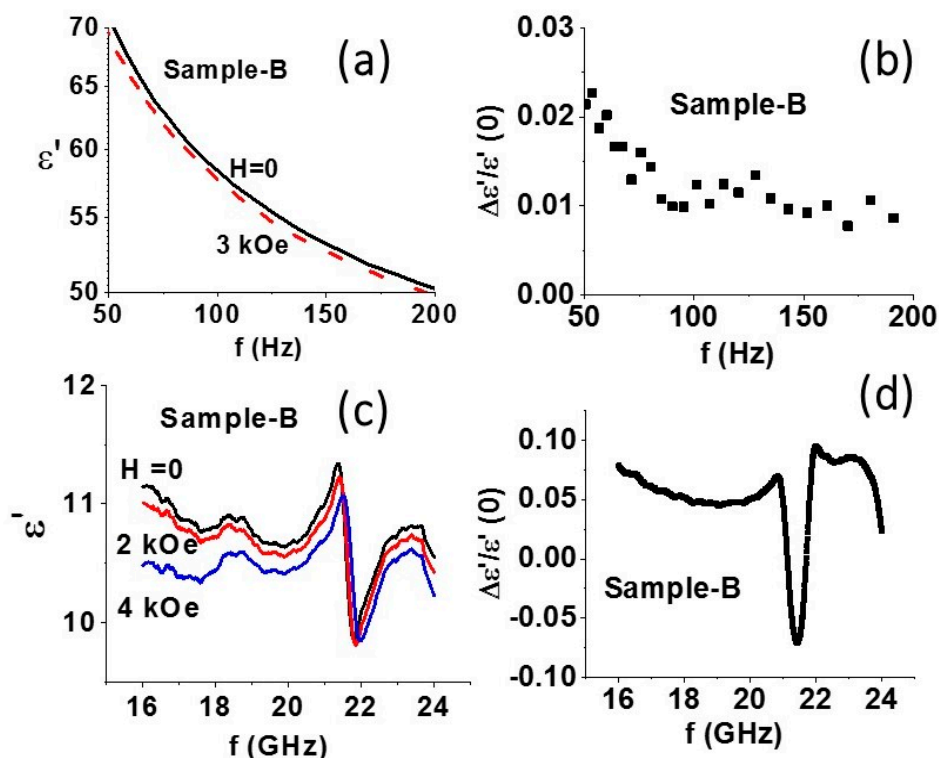 70
65
60
55
50
ε'
Sample-B
(a)
H=0
3 kOe
50
100
150
200
f (Hz)
0.03
0.02
0.01
0.00
Δε'/ε' (0)
Sample-B
(b)
50
100
150
200
f (Hz)
12
11
10
ε'
Sample-B
(c)
H =0
2 kOe
4 kOe
16
18
20
22
24
f (GHz)
(d)
0.10
0.05
0.00
-0.05
-0.10
Δε'/ε' (0)
Sample-B
16
18
20
22
24
f (GHz)